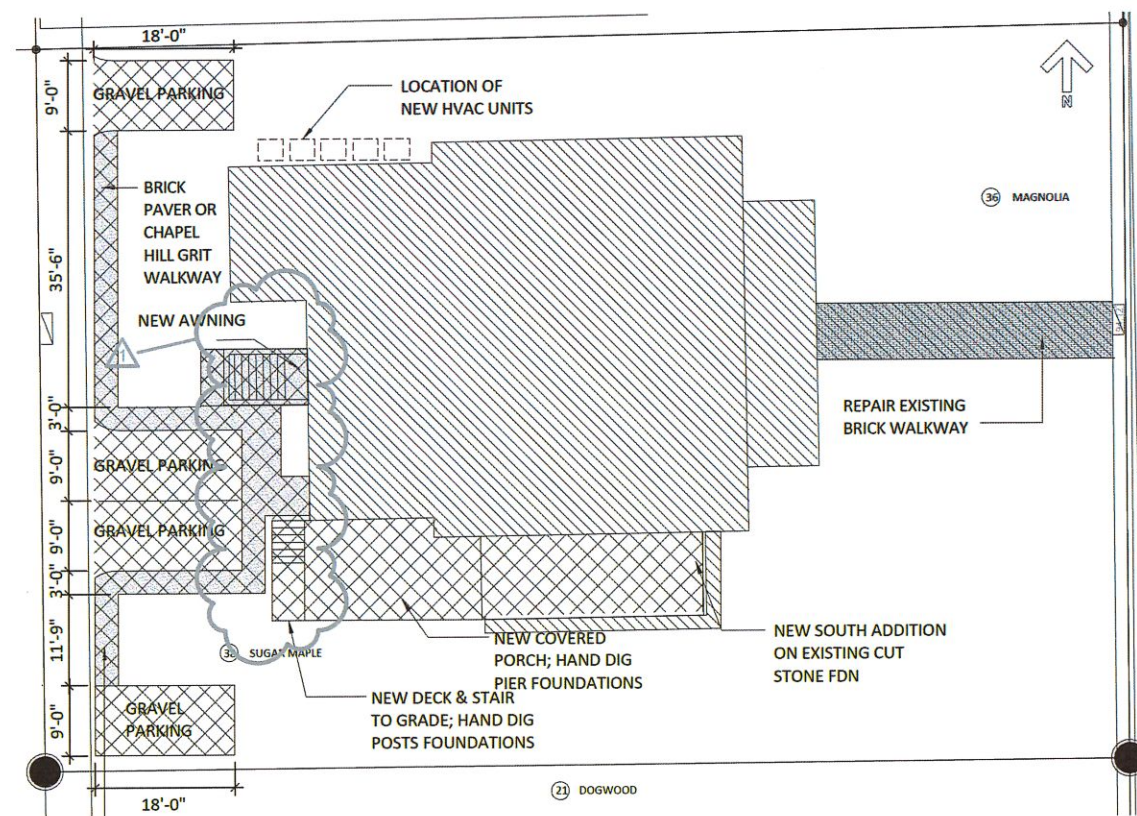 18'-0"
9'-0"
GRAVEL PARKING
LOCATION OF
NEW HVAC UNITS
N
BRICK
PAVER OR
CHAPEL
HILL GRIT
WALKWAY
36 MAGNOLIA
35'-6"
NEW AWNING
1
REPAIR EXISTING
BRICK WALKWAY
3'-0"
9'-0"
GRAVEL PARKING
9'-0"
GRAVEL PARKING
3'-0"
11'-9"
38 SUGAR MAPLE
NEW COVERED
PORCH; HAND DIG
PIER FOUNDATIONS
NEW SOUTH ADDITION
ON EXISTING CUT
STONE FDN
NEW DECK & STAIR
TO GRADE; HAND DIG
POSTS FOUNDATIONS
9'-0"
GRAVEL
PARKING
18'-0"
21 DOGWOOD